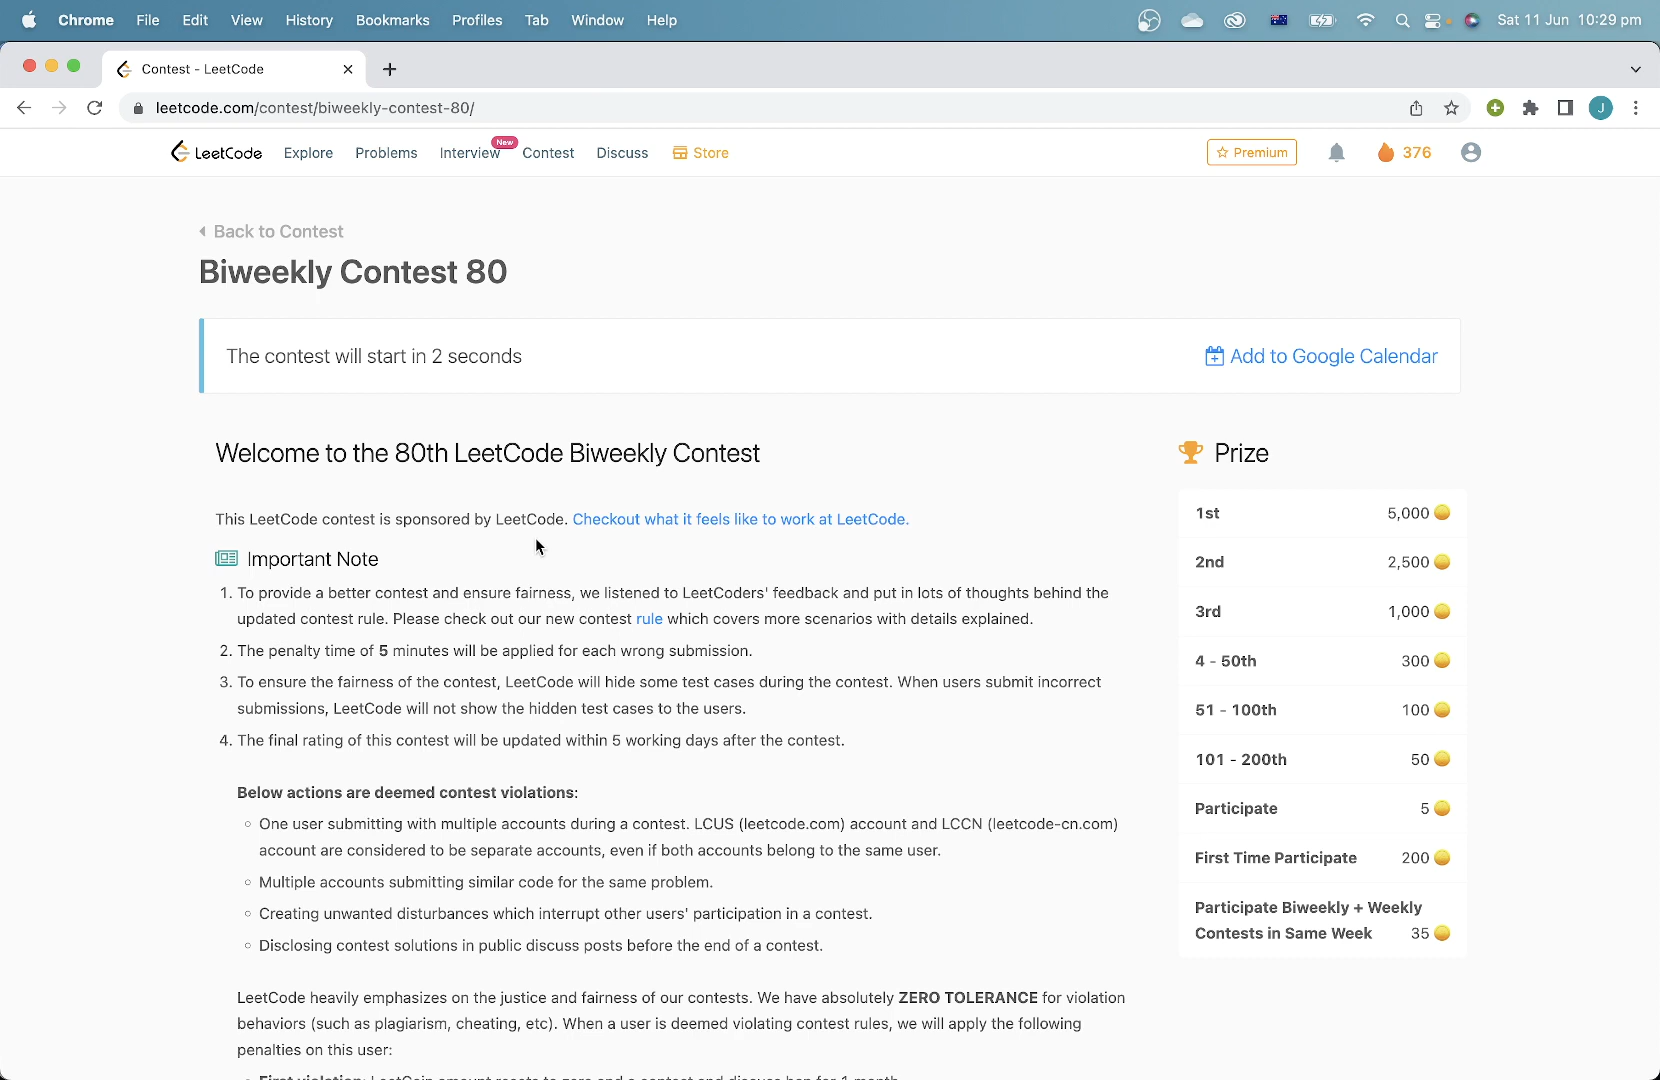 Chrome File Edit View History Bookmarks Profiles Tab Window Help Sat 11 Jun 10:29 pm
Contest - LeetCode
leetcode.com/contest/biweekly-contest-80/ J
LeetCode Explore Problems Interview New Contest Discuss Store Premium 376
Back to Contest
Biweekly Contest 80
The contest will start in 2 seconds Add to Google Calendar
Welcome to the 80th LeetCode Biweekly Contest
This LeetCode contest is sponsored by LeetCode. Checkout what it feels like to work at LeetCode.
Important Note
1. To provide a better contest and ensure fairness, we listened to LeetCoders' feedback and put in lots of thoughts behind the
updated contest rule. Please check out our new contest rule which covers more scenarios with details explained.
2. The penalty time of 5 minutes will be applied for each wrong submission.
3. To ensure the fairness of the contest, LeetCode will hide some test cases during the contest. When users submit incorrect
submissions, LeetCode will not show the hidden test cases to the users.
4. The final rating of this contest will be updated within 5 working days after the contest.
Below actions are deemed contest violations:
One user submitting with multiple accounts during a contest. LCUS (leetcode.com) account and LCCN (leetcode-cn.com)
account are considered to be separate accounts, even if both accounts belong to the same user.
Multiple accounts submitting similar code for the same problem.
Creating unwanted disturbances which interrupt other users' participation in a contest.
Disclosing contest solutions in public discuss posts before the end of a contest.
LeetCode heavily emphasizes on the justice and fairness of our contests. We have absolutely ZERO TOLERANCE for violation
behaviors (such as plagiarism, cheating, etc). When a user is deemed violating contest rules, we will apply the following
penalties on this user:
First violation: LeetCoin amount resets to zero and a contest and discuss ban for 1 month.
Prize
1st 5,000
2nd 2,500
3rd 1,000
4 - 50th 300
51 - 100th 100
101 - 200th 50
Participate 5
First Time Participate 200
Participate Biweekly + Weekly
Contests in Same Week 35